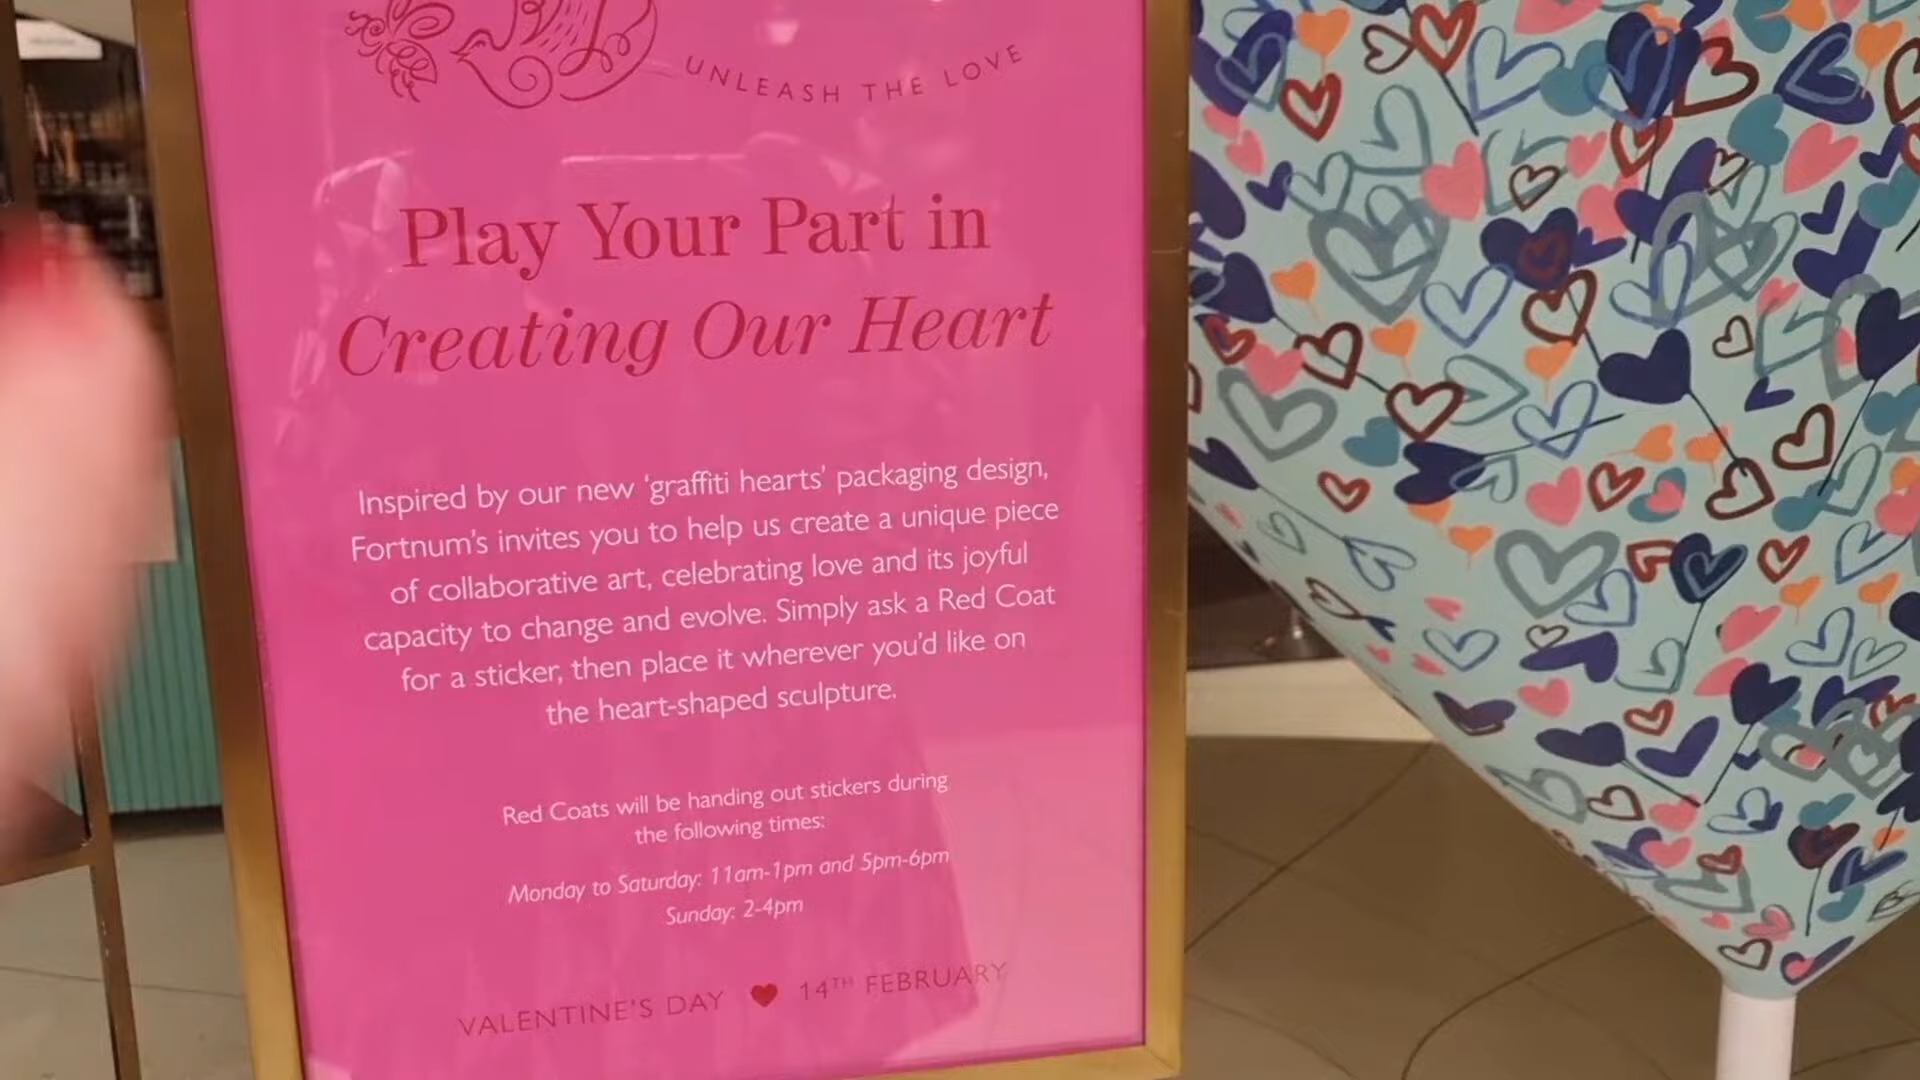 UNLEASH THE LOVE
Play Your Part in
Creating Our Heart
Inspired by our new ‘graffiti hearts’ packaging design,
Fortnum’s invites you to help us create a unique piece
of collaborative art, celebrating love and its joyful
capacity to change and evolve. Simply ask a Red Coat
for a sticker, then place it wherever you’d like on
the heart-shaped sculpture.
Red Coats will be handing out stickers during
the following times:
Monday to Saturday: 11am-1pm and 5pm-6pm
Sunday: 2-4pm
VALENTINE’S DAY ♥ 14TH FEBRUARY